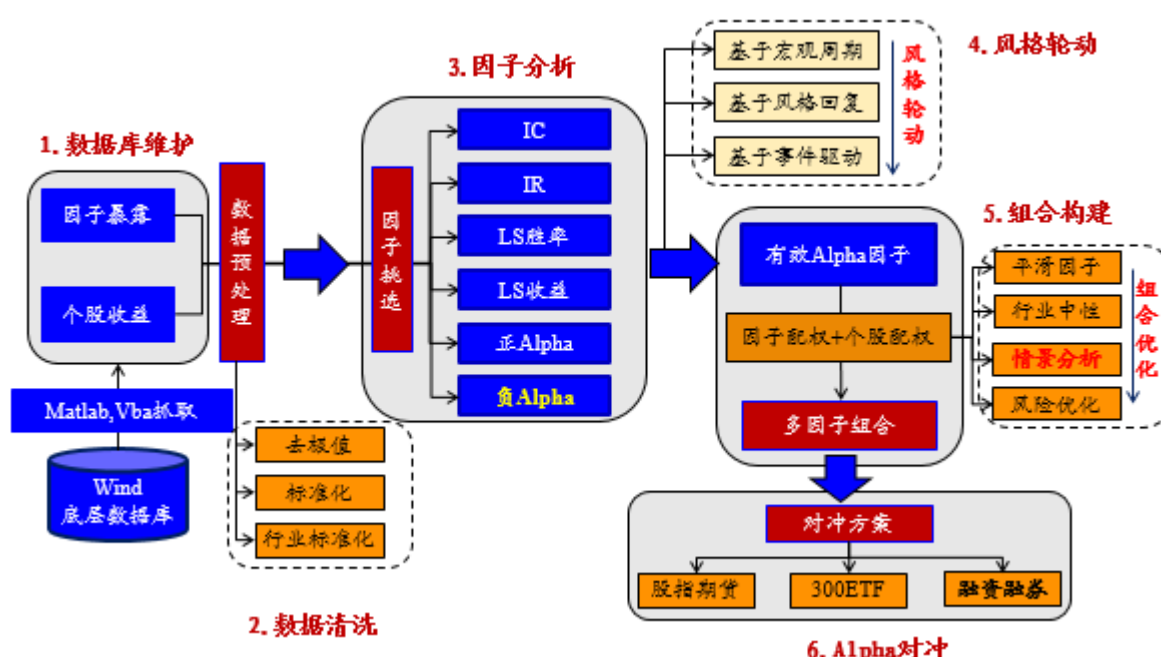 1. 数据库维护
因子暴露
个股收益
Matlab,Vba抓取
Wind
底层数据库
数据预处理
去极值
标准化
行业标准化
2. 数据清洗
3. 因子分析
因子挑选
IC
IR
LS胜率
LS收益
正Alpha
负Alpha
4. 风格轮动
基于宏观周期
基于风格回复
基于事件驱动
风格轮动
有效Alpha因子
因子配权+个股配权
多因子组合
5. 组合构建
平滑因子
行业中性
情景分析
风险优化
组合优化
对冲方案
股指期货
300ETF
融资融券
6. Alpha对冲